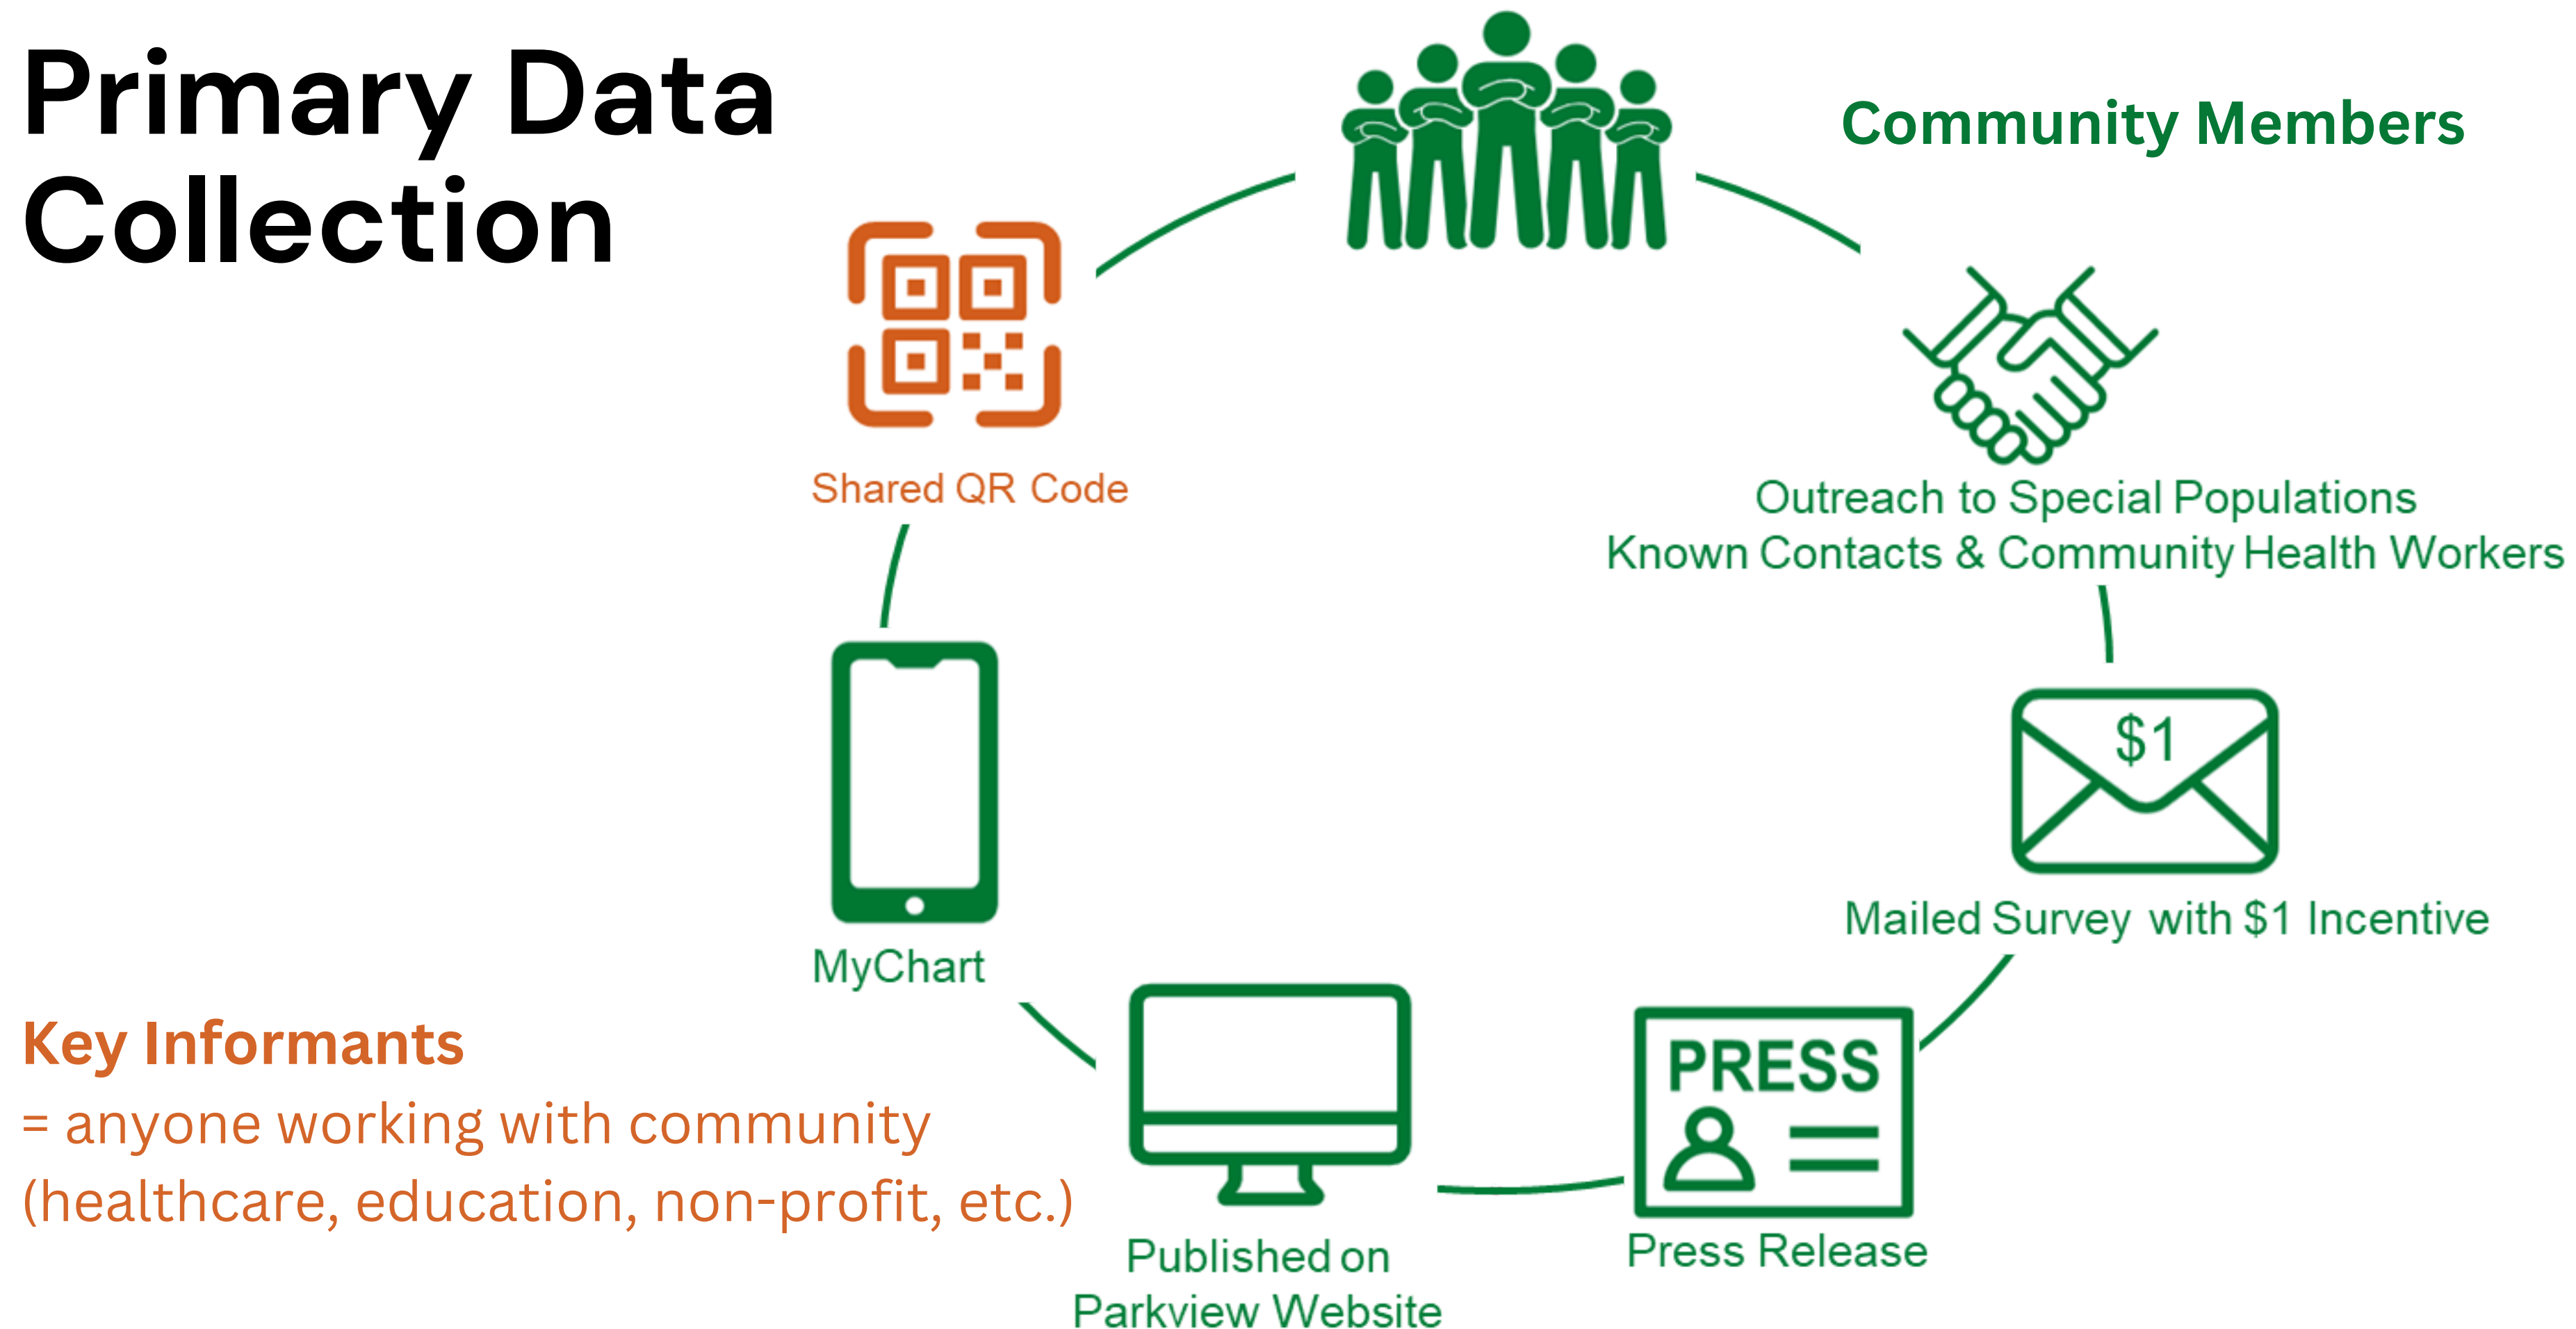 Primary Data
Collection
Community Members
Shared QR Code
Outreach to Special Populations
Known Contacts & Community Health Workers
$1
Mailed Survey with $1 Incentive
MyChart
Key Informants
= anyone working with community
(healthcare, education, non-profit, etc.)
PRESS
Press Release
Published on
Parkview Website